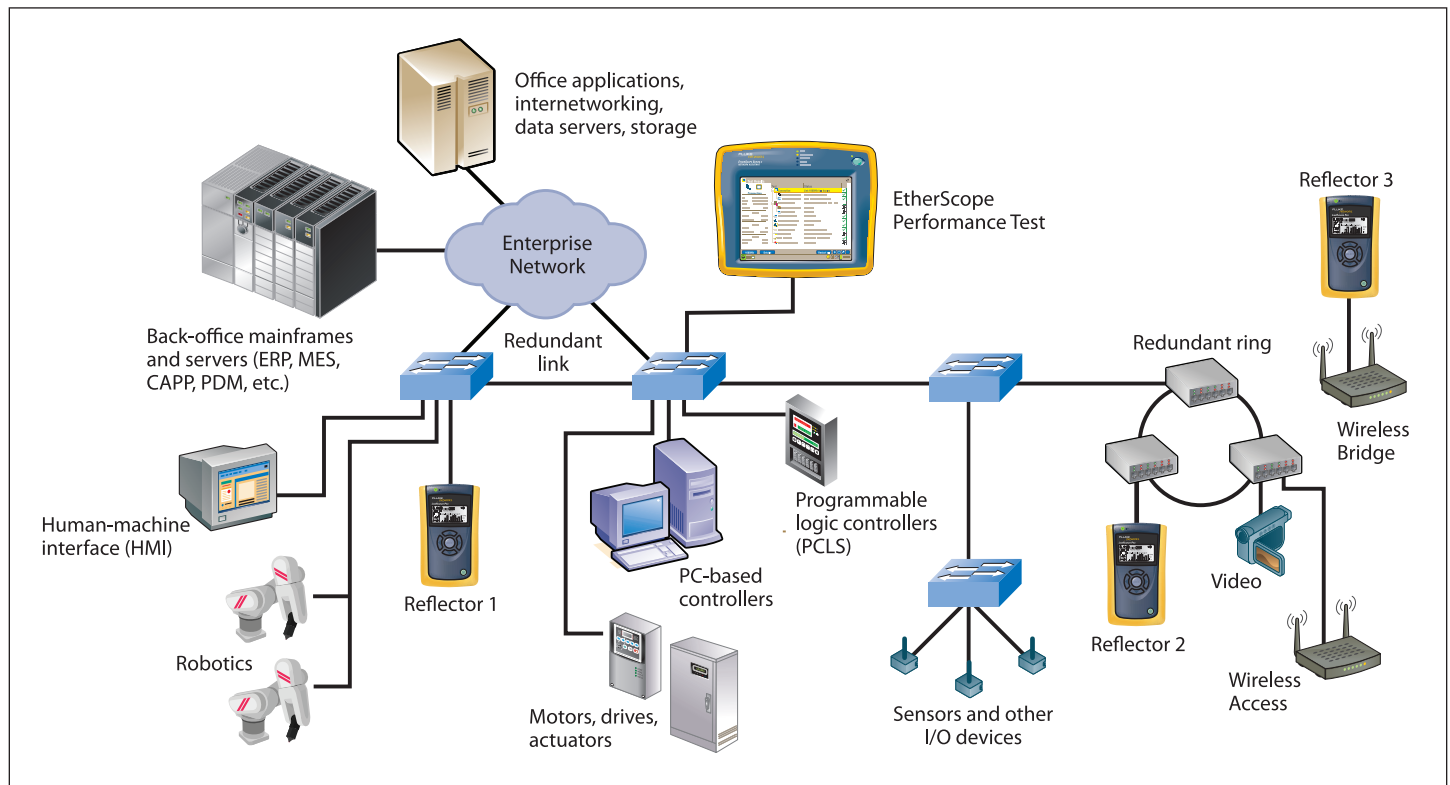 Office applications,
internetworking,
data servers, storage
EtherScope
Performance Test
Reflector 3
Enterprise
Network
Back-office mainframes
and servers (ERP, MES,
CAPP, PDM, etc.)
Redundant
link
Redundant ring
Wireless
Bridge
Human-machine
interface (HMI)
Reflector 1
Programmable
logic controllers
(PCLS)
PC-based
controllers
Video
Reflector 2
Robotics
Wireless
Access
Motors, drives,
actuators
Sensors and other
I/O devices